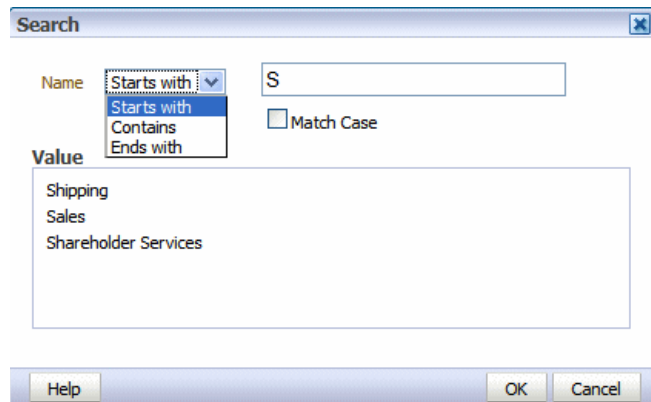 Search
Name Starts with S
Starts with
Contains
Ends with
Match Case
Value
Shipping
Sales
Shareholder Services
Help OK Cancel